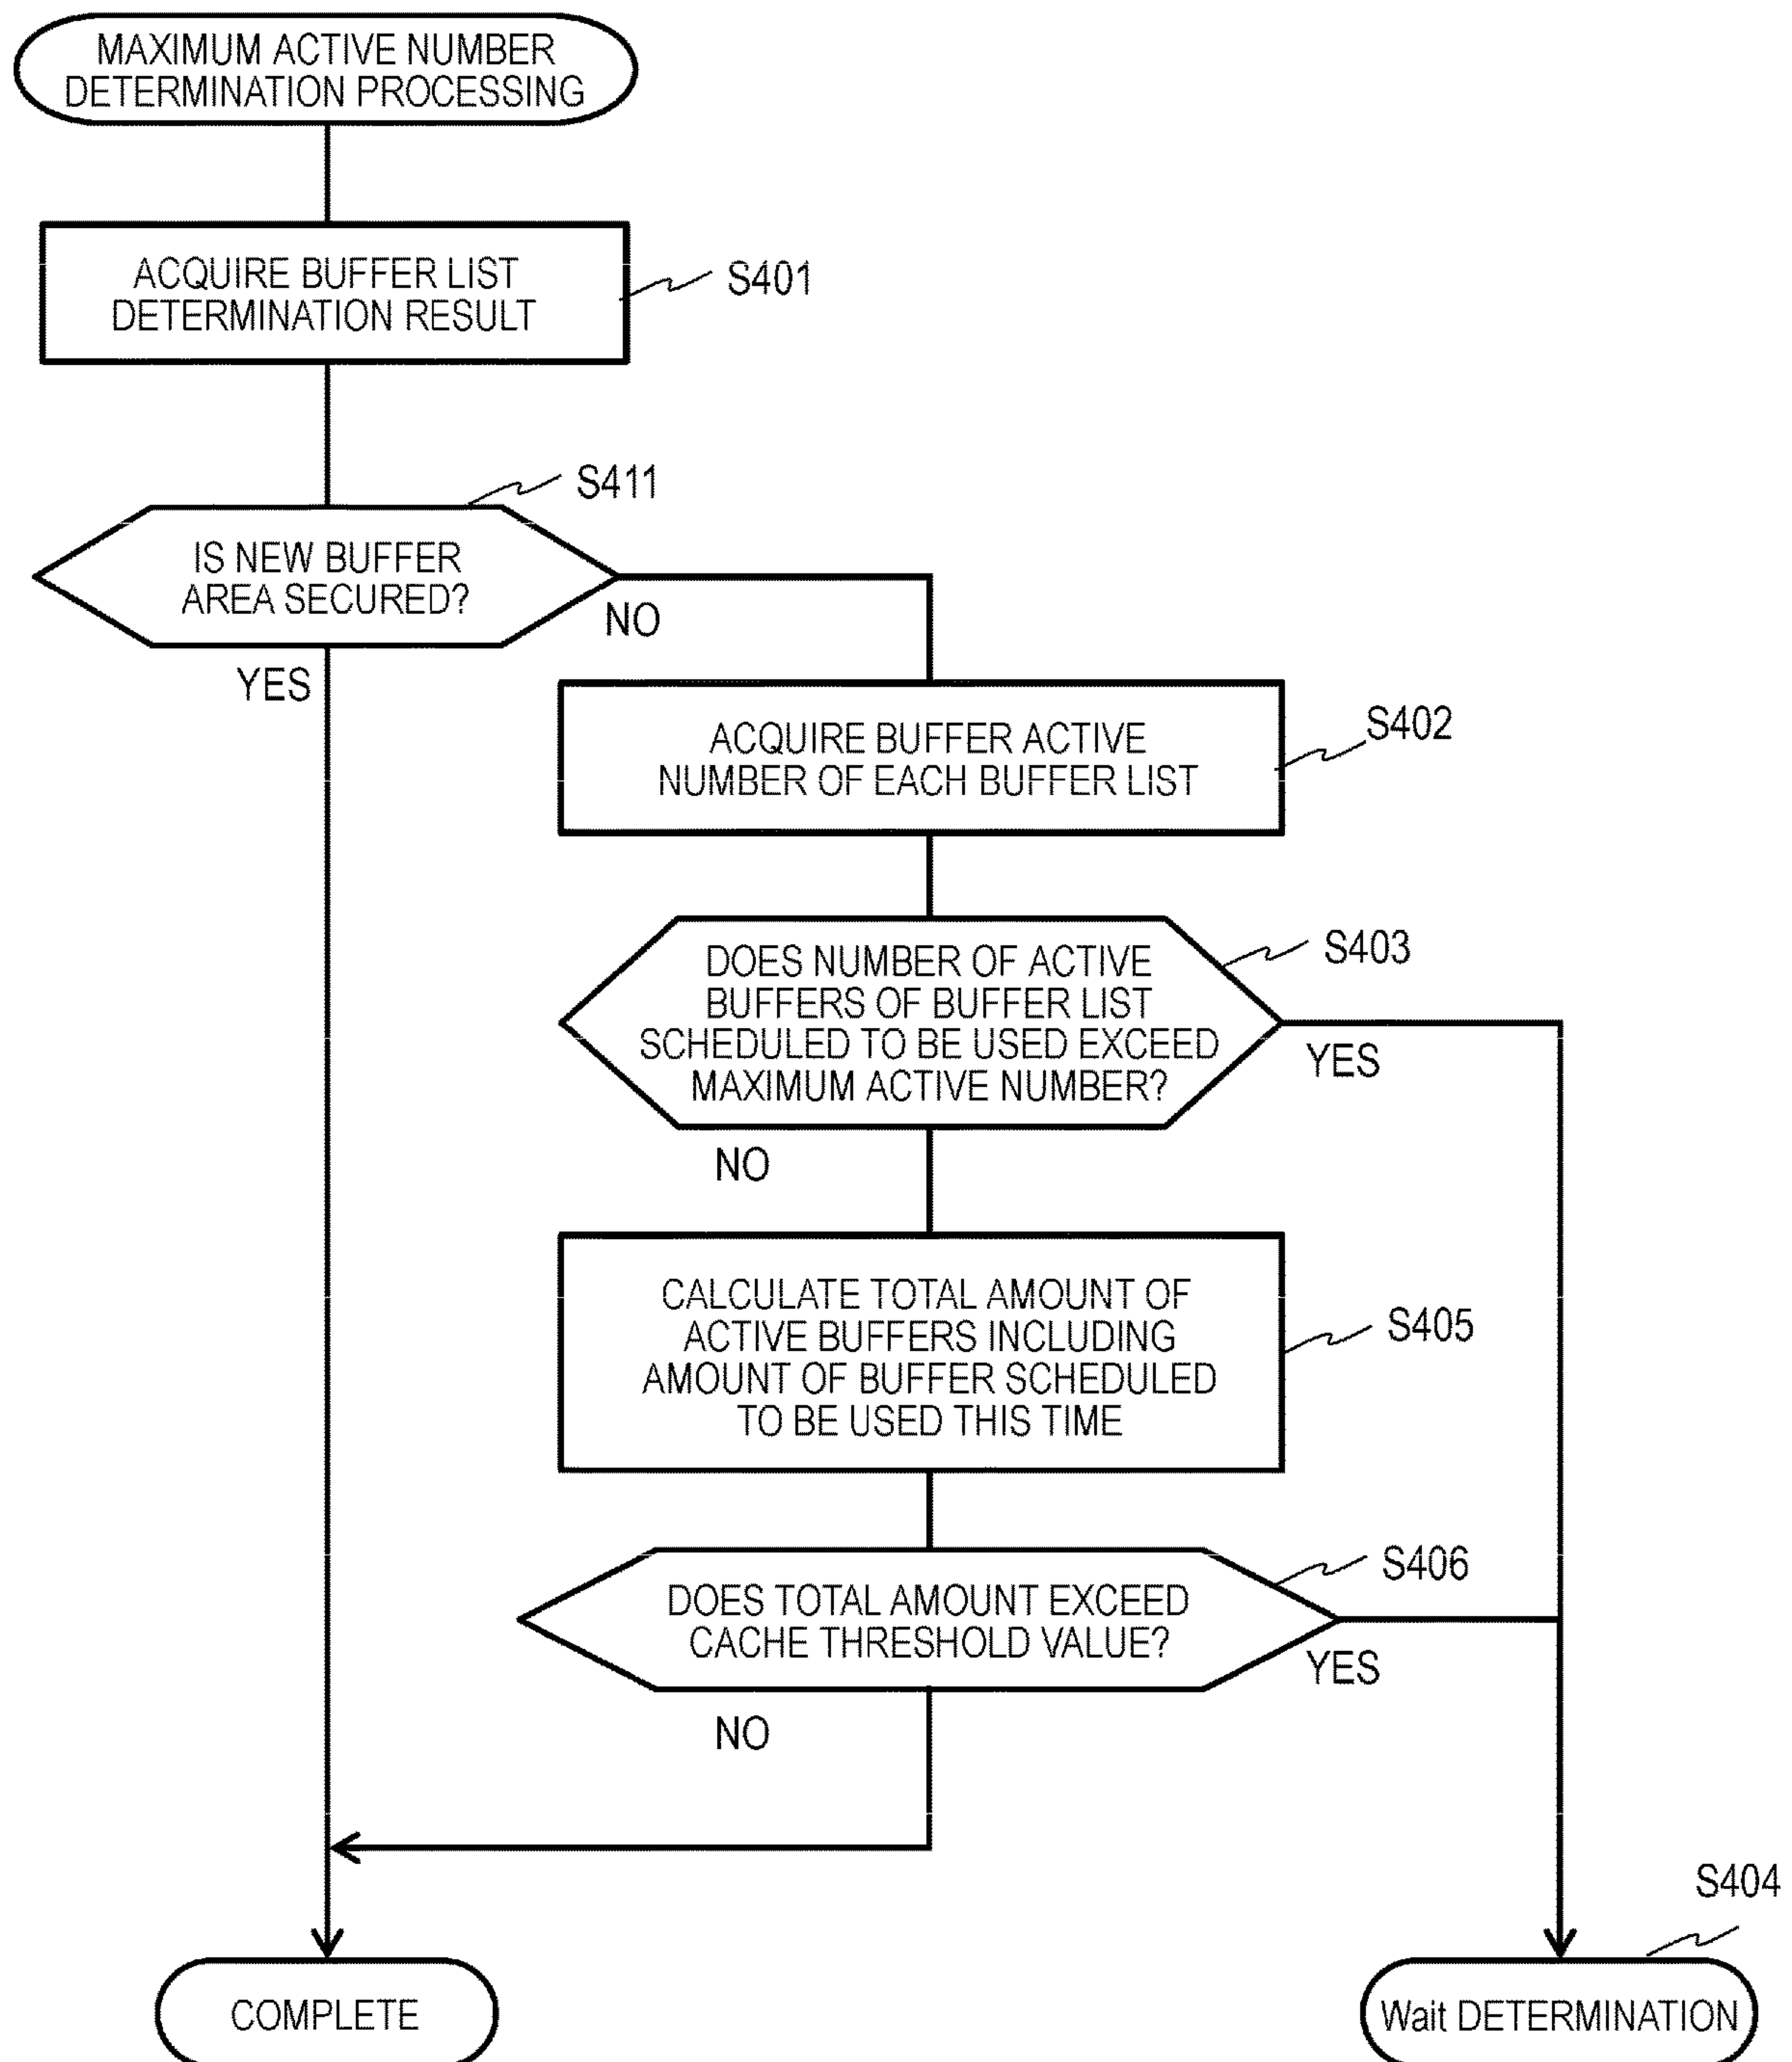 MAXIMUM ACTIVE NUMBER
DETERMINATION PROCESSING
ACQUIRE BUFFER LIST
DETERMINATION RESULT
S401
S411
IS NEW BUFFER
AREA SECURED?
NO
YES
ACQUIRE BUFFER ACTIVE
NUMBER OF EACH BUFFER LIST
S402
DOES NUMBER OF ACTIVE
BUFFERS OF BUFFER LIST
SCHEDULED TO BE USED EXCEED
MAXIMUM ACTIVE NUMBER?
S403
YES
NO
CALCULATE TOTAL AMOUNT OF
ACTIVE BUFFERS INCLUDING
AMOUNT OF BUFFER SCHEDULED
TO BE USED THIS TIME
S405
S406
DOES TOTAL AMOUNT EXCEED
CACHE THRESHOLD VALUE?
YES
NO
S404
COMPLETE
Wait DETERMINATION